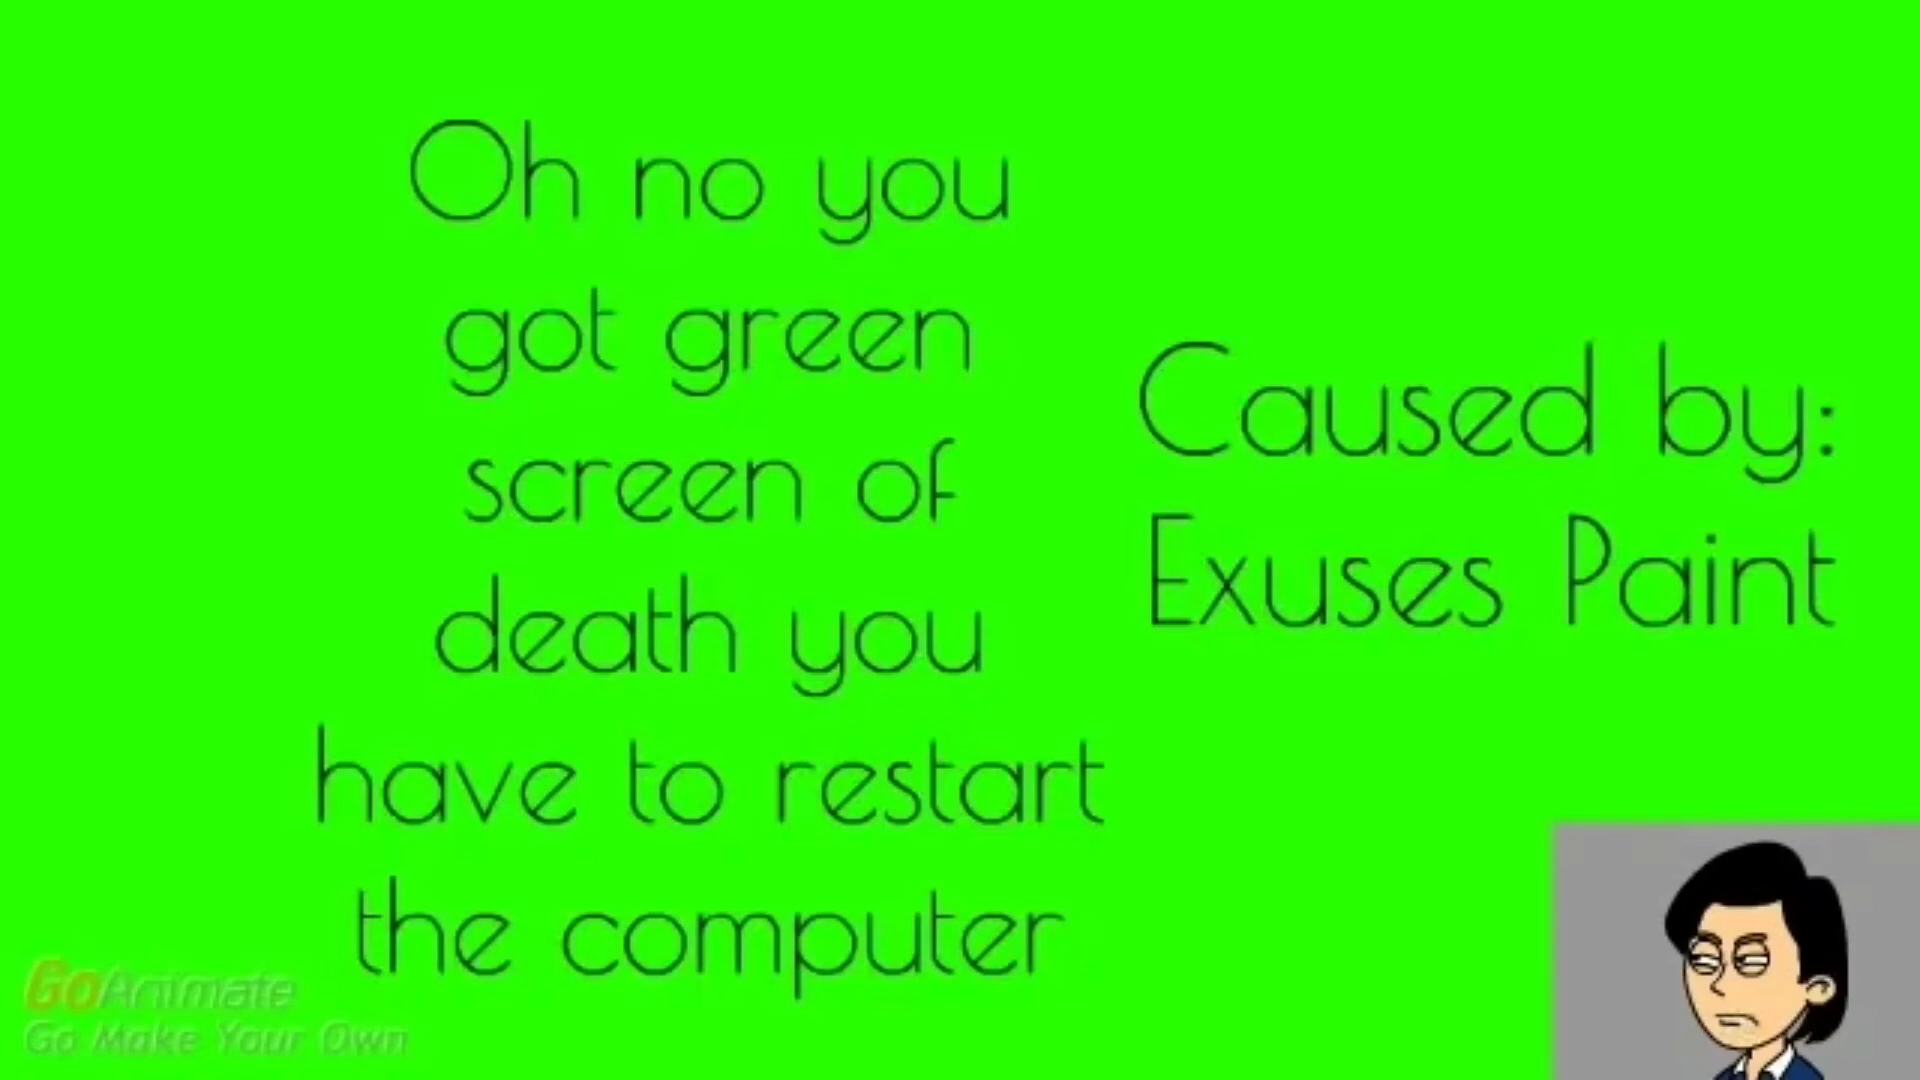 Oh no you
got green
screen of
death you
have to restart
the computer
Caused by:
Exuses Paint
GoAnimate
Go Make Your Own